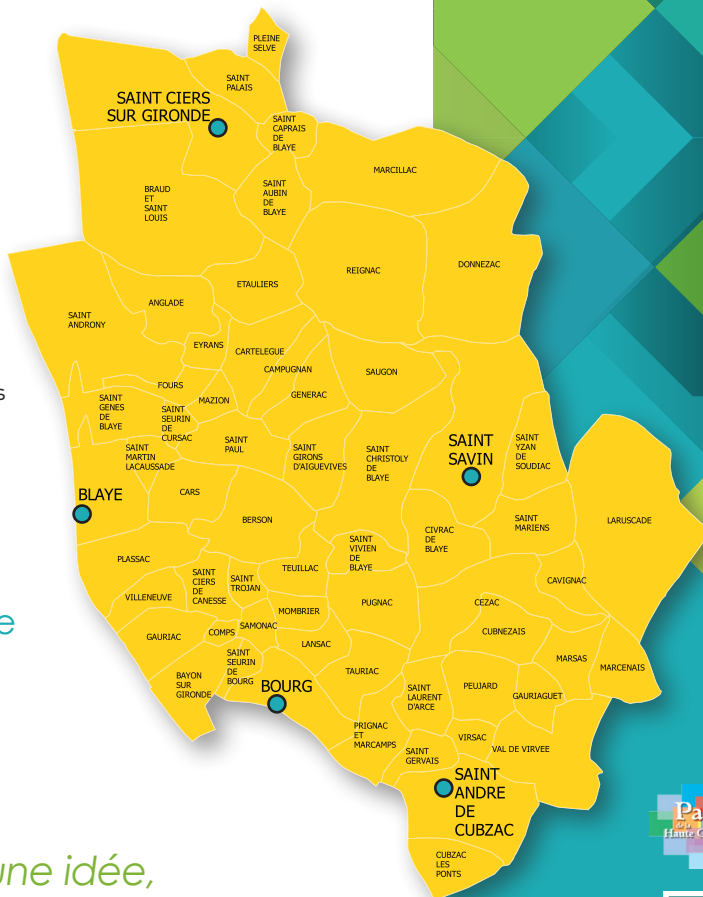 PLEINE
SELVE
SAINT
PALAIS
SAINT CIERS
SUR GIRONDE
SAINT
CAPRAIS
DE
BLAYE
MARCILLAC
BRAUD
ET
SAINT
LOUIS
SAINT
AUBIN
DE
BLAYE
REIGNAC
DONNEZAC
ETAULIERS
ANGLADE
SAINT
ANDRONY
EYRANS
CARTELEGUE
CAMPUGNAN
SAUGON
FOURS
GENERAC
MAZION
SAINT
GENES
DE
BLAYE
SAINT
SEURIN
DE
CURSAC
SAINT
MARTIN
LACAUSSADE
SAINT
PAUL
SAINT
GIRONS
D'AIGUEVIVES
SAINT
CHRISTOLY
DE
BLAYE
SAINT
SAVIN
SAINT
YZAN
DE
SOUDIAC
BLAYE
CARS
BERSON
CIVRAC
DE
BLAYE
SAINT
MARIENS
LARUSCADE
SAINT
VIVIEN
DE
BLAYE
PLASSAC
TEUILLAC
SAINT
CIERS
DE
CANESSE
SAINT
TROJAN
CAVIGNAC
VILLENEUVE
MOMBRIER
PUGNAC
CEZAC
SAMONAC
COMPS
CUBNEZAIS
GAURIAC
LANSAC
SAINT
SEURIN
DE
BOURG
MARSAS
MARCENAIS
TAURIAC
BAYON
SUR
GIRONDE
BOURG
SAINT
LAURENT
D'ARCE
PEUJARD
GAURIAGUET
PRIGNAC
ET
MARCAMPS
VIRSAC
VAL DE VIRVEE
SAINT
GERVAIS
SAINT
ANDRE
DE
CUBZAC
CUBZAC
LES
PONTS
s
e
une idée,
Pa
de la
Haute G